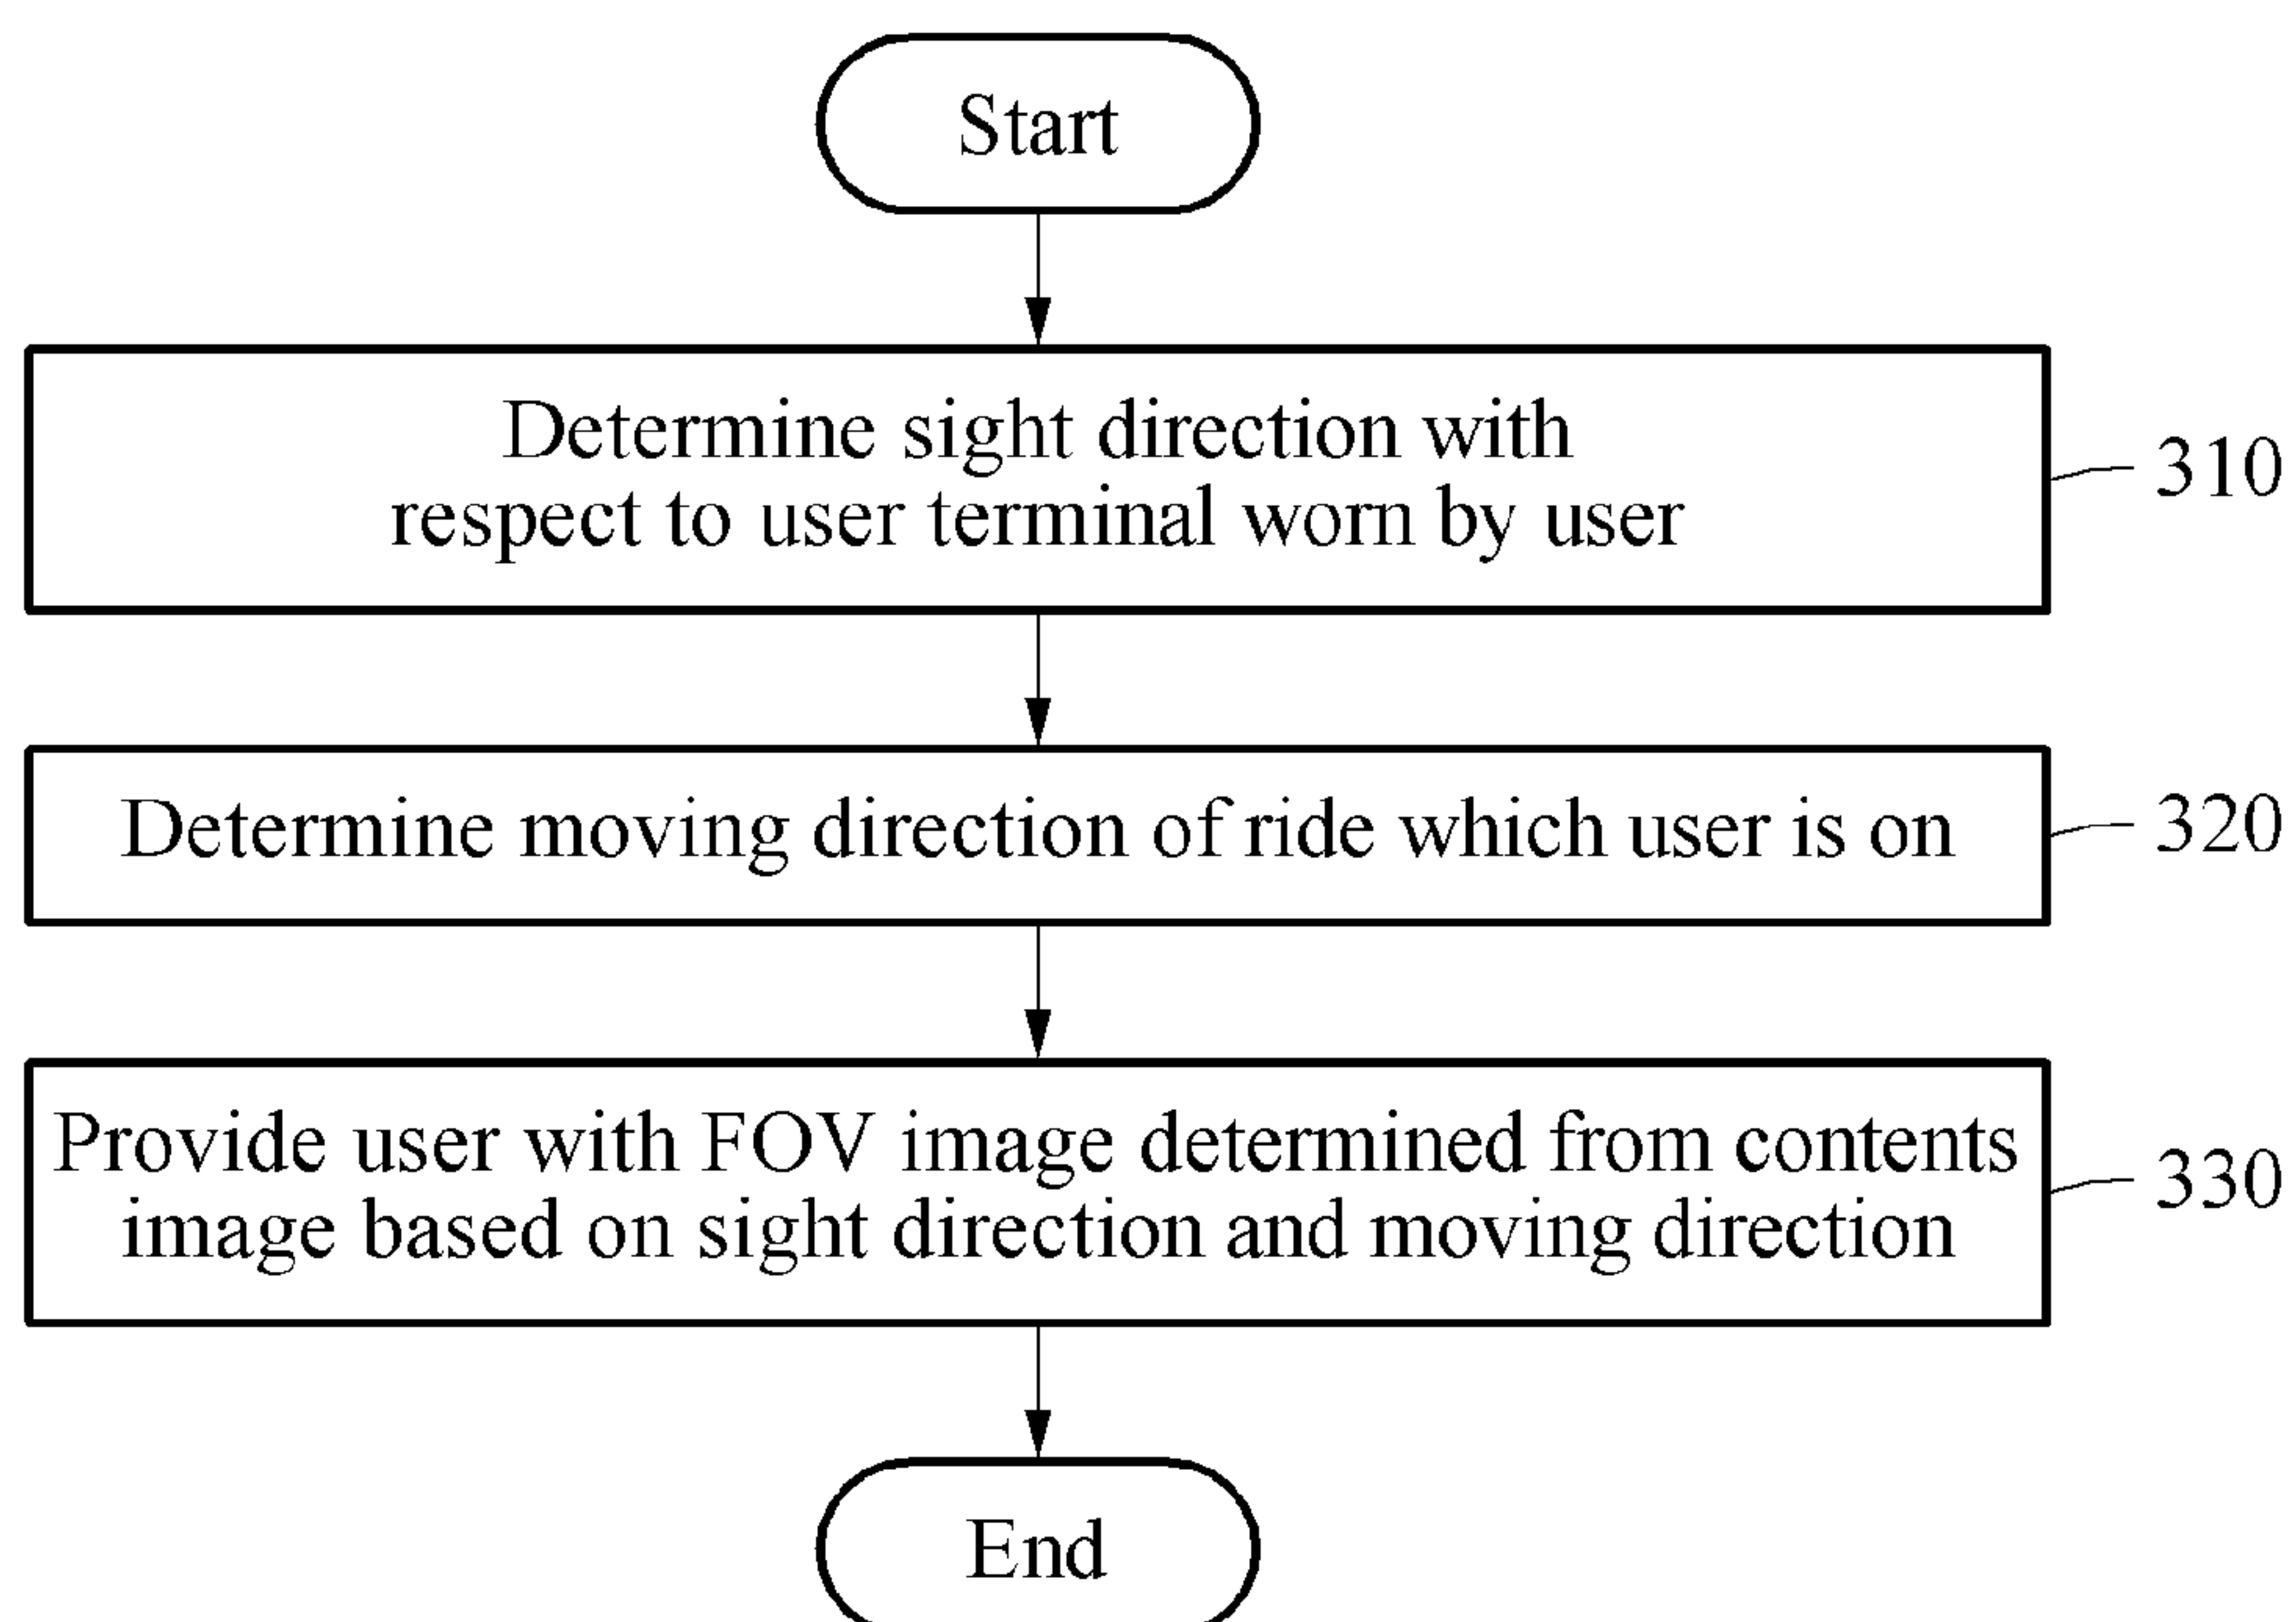 Start
Determine sight direction with
respect to user terminal worn by user
310
Determine moving direction of ride which user is on
320
Provide user with FOV image determined from contents
image based on sight direction and moving direction
330
End